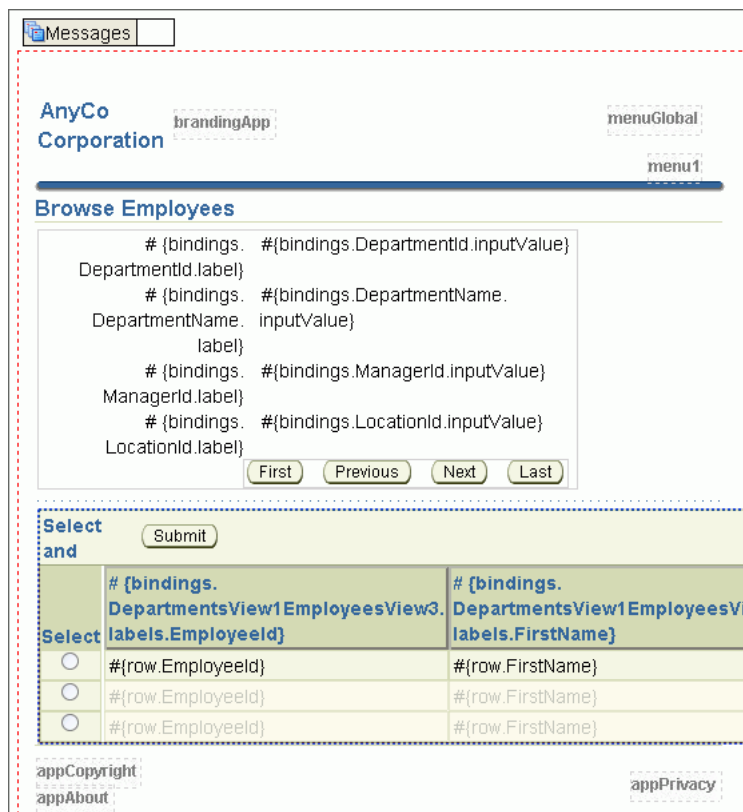 Messages
AnyCo
Corporation
brandingApp
menuGlobal
menu1
Browse Employees
# {bindings. #{bindings.DepartmentId.inputValue}
DepartmentId.label}
# {bindings. #{bindings.DepartmentName.
DepartmentName. inputValue}
label}
# {bindings. #{bindings.ManagerId.inputValue}
ManagerId.label}
# {bindings. #{bindings.LocationId.inputValue}
LocationId.label}
First Previous Next Last
Select
and
Submit
Select
# {bindings.
DepartmentsView1EmployeesView3.
labels.EmployeeId}
# {bindings.
DepartmentsView1EmployeesVi
labels.FirstName}
#{row.EmployeeId} #{row.FirstName}
#{row.EmployeeId} #{row.FirstName}
#{row.EmployeeId} #{row.FirstName}
appCopyright
appAbout
appPrivacy